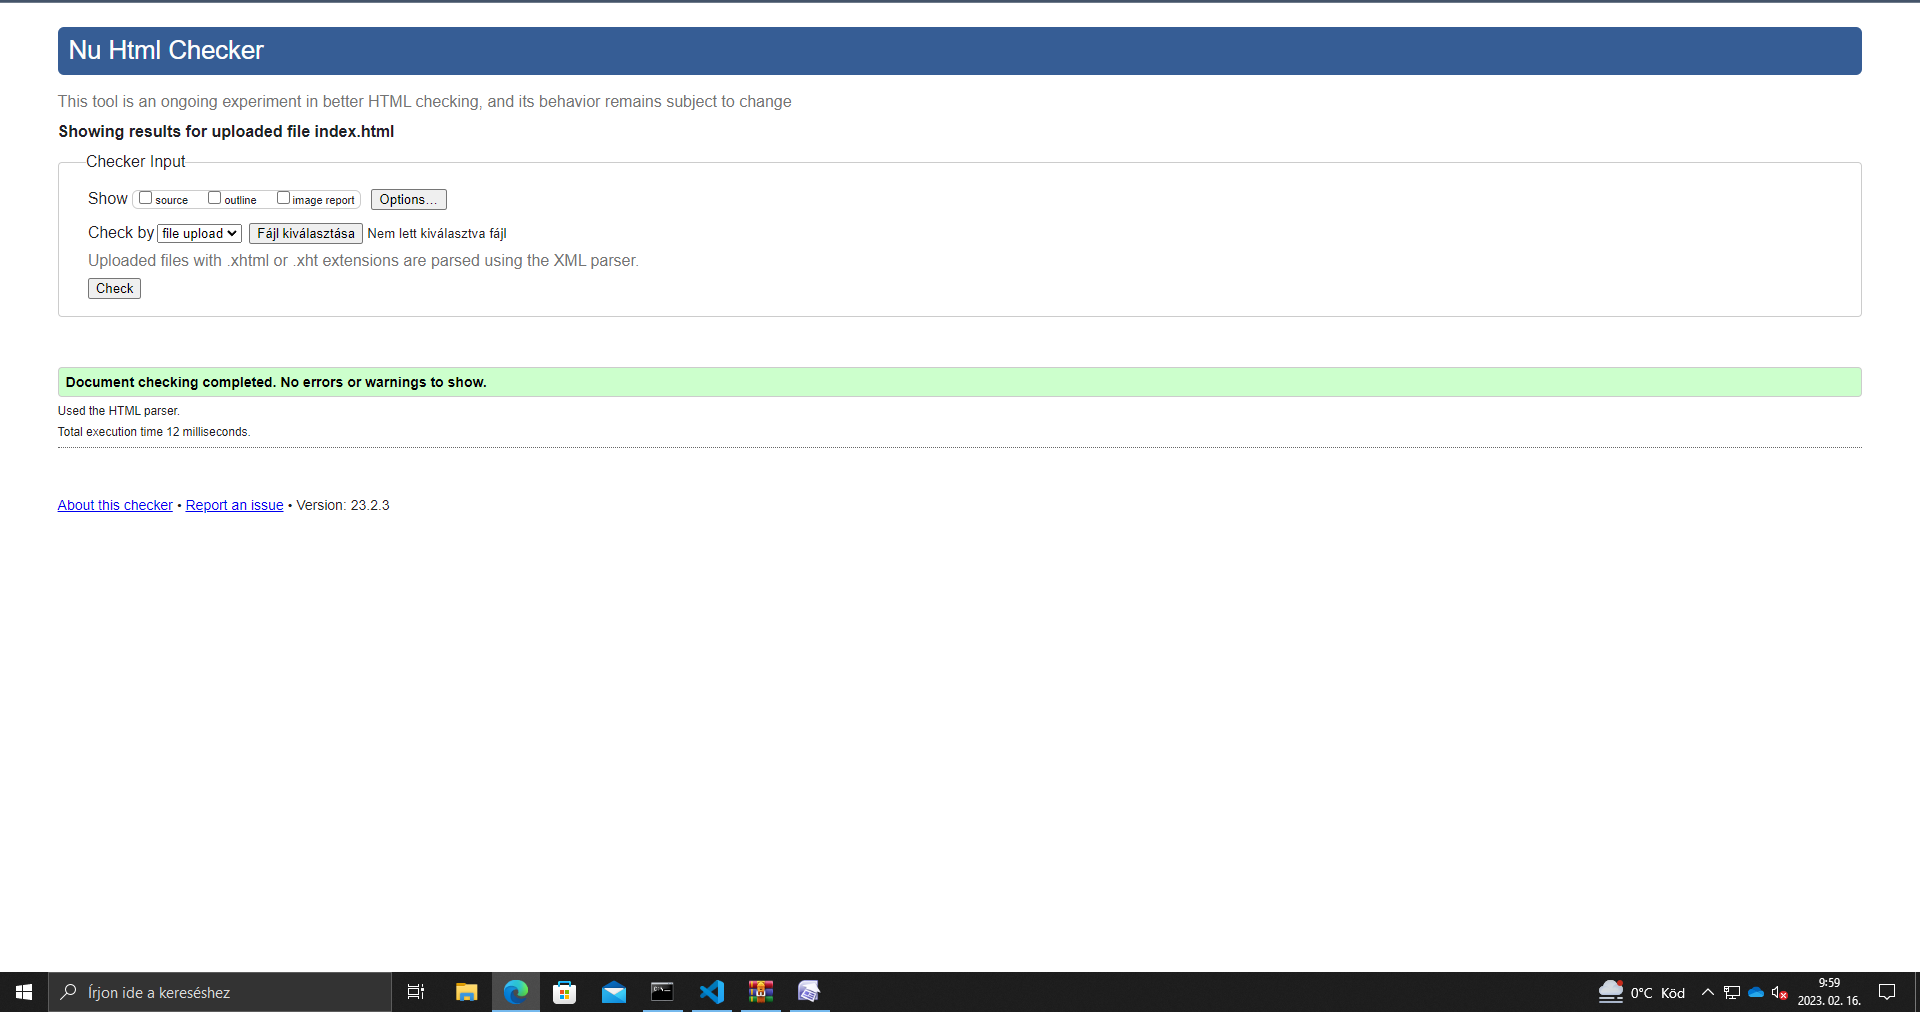 Nu Html Checker
This tool is an ongoing experiment in better HTML checking, and its behavior remains subject to change
Showing results for uploaded file index.html
Checker Input
Show source outline image report Options...
Check by file upload Fájl kiválasztása Nem lett kiválasztva fájl
Uploaded files with .xhtml or .xht extensions are parsed using the XML parser.
Check
Document checking completed. No errors or warnings to show.
Used the HTML parser.
Total execution time 12 milliseconds.
About this checker • Report an issue • Version: 23.2.3
Írjon ide a kereséshez
0°C Köd
9:59
2023. 02. 16.